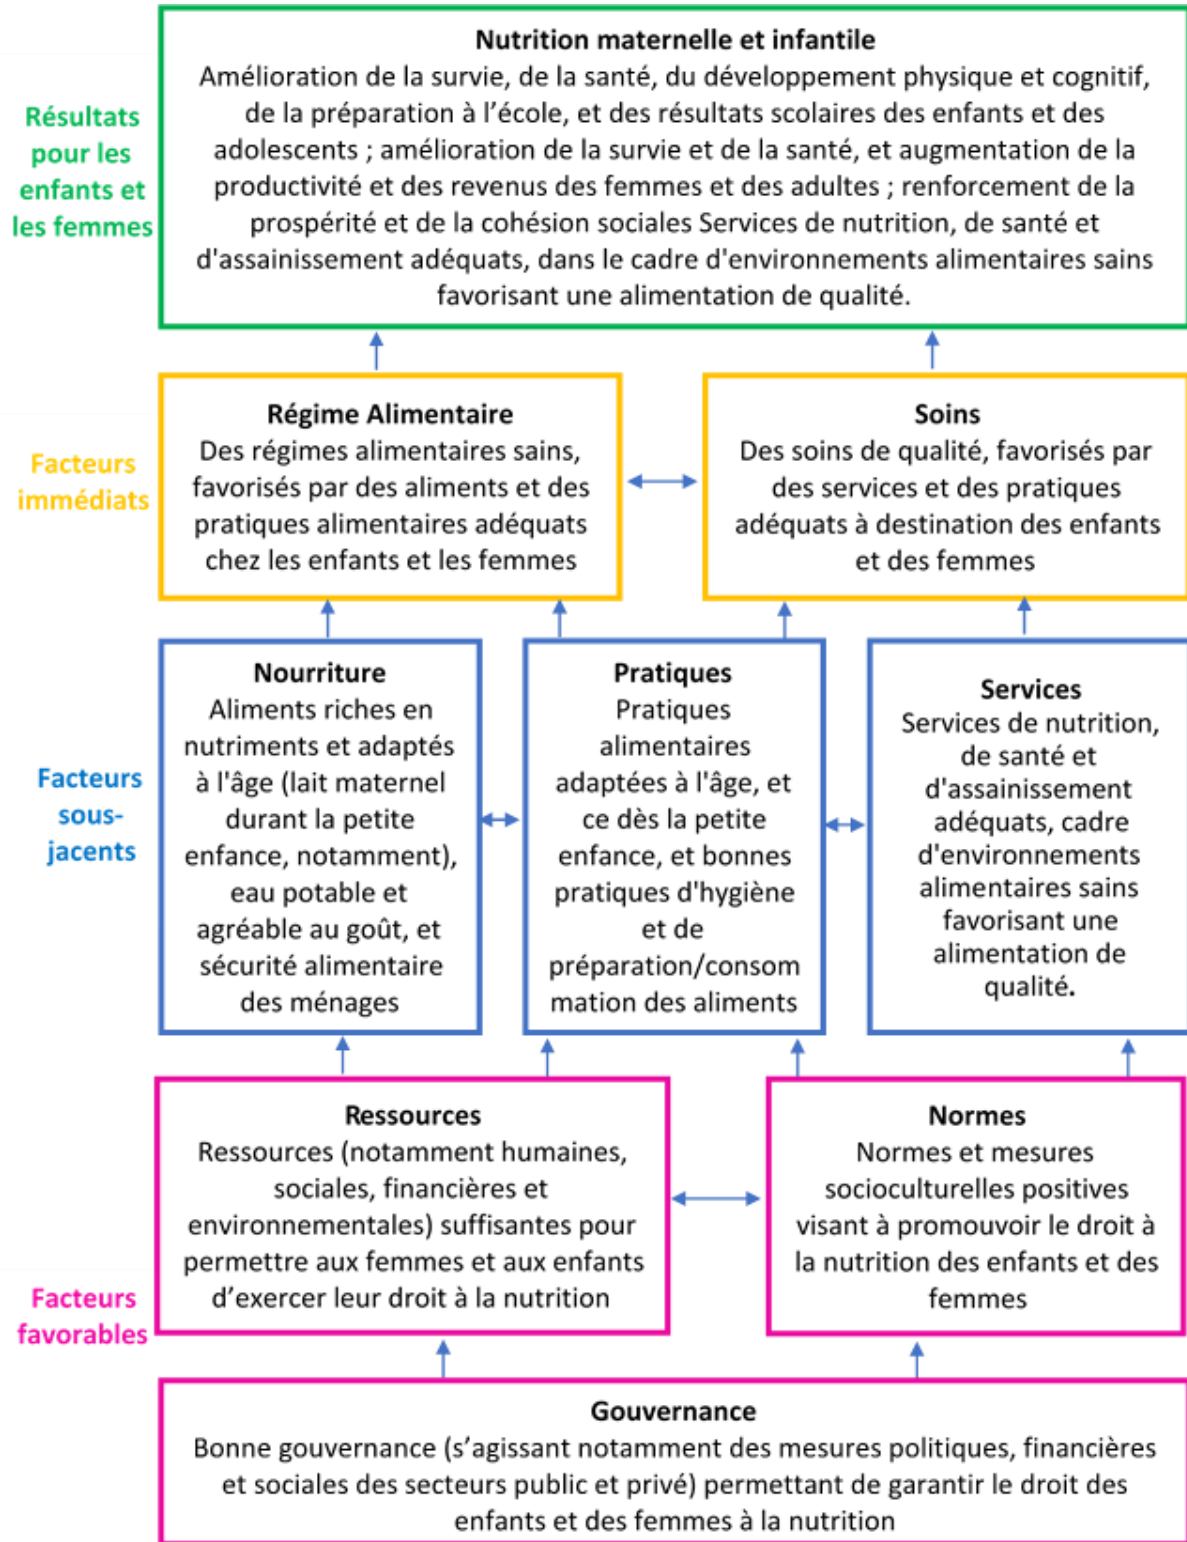 Nutrition maternelle et infantile
Amélioration de la survie, de la santé, du développement physique et cognitif,
de la préparation à l'école, et des résultats scolaires des enfants et des
adolescents ; amélioration de la survie et de la santé, et augmentation de la
productivité et des revenus des femmes et des adultes ; renforcement de la
prospérité et de la cohésion sociales Services de nutrition, de santé et
d'assainissement adéquats, dans le cadre d'environnements alimentaires sains
favorisant une alimentation de qualité.
Résultats
pour les
enfants et
les femmes
Facteurs
immédiats
Régime Alimentaire
Des régimes alimentaires sains,
favorisés par des aliments et des
pratiques alimentaires adéquats
chez les enfants et les femmes
Soins
Des soins de qualité, favorisés par
des services et des pratiques
adéquats à destination des enfants
et des femmes
Facteurs
sous-
jacents
Nourriture
Aliments riches en
nutriments et adaptés
à l'âge (lait maternel
durant la petite
enfance, notamment),
eau potable et
agréable au goût, et
sécurité alimentaire
des ménages
Pratiques
Pratiques
alimentaires
adaptées à l'âge, et
ce dès la petite
enfance, et bonnes
pratiques d'hygiène
et de
préparation/consom
mation des aliments
Services
Services de nutrition,
de santé et
d'assainissement
adéquats, cadre
d'environnements
alimentaires sains
favorisant une
alimentation de
qualité.
Facteurs
favorables
Ressources
Ressources (notamment humaines,
sociales, financières et
environnementales) suffisantes pour
permettre aux femmes et aux enfants
d'exercer leur droit à la nutrition
Normes
Normes et mesures
socioculturelles positives
visant à promouvoir le droit à
la nutrition des enfants et des
femmes
Gouvernance
Bonne gouvernance (s'agissant notamment des mesures politiques, financières
et sociales des secteurs public et privé) permettant de garantir le droit des
enfants et des femmes à la nutrition